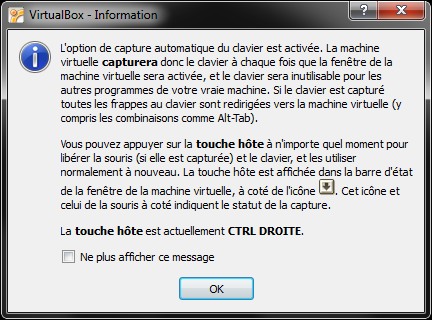 VirtualBox - Information
L'option de capture automatique du clavier est activée. La machine
virtuelle capturera donc le clavier à chaque fois que la fenêtre de la
machine virtuelle sera activée, et le clavier sera inutilisable pour les
autres programmes de votre vraie machine. Si le clavier est capturé
toutes les frappes au clavier sont redirigées vers la machine virtuelle (y
compris les combinaisons comme Alt-Tab).
Vous pouvez appuyer sur la touche hôte à n'importe quel moment pour
libérer la souris (si elle est capturée) et le clavier, et les utiliser
normalement à nouveau. La touche hôte est affichée dans la barre d'état
de la fenêtre de la machine virtuelle, à coté de l'icône . Cet icône et
celui de la souris à coté indiquent le statut de la capture.
La touche hôte est actuellement CTRL DROITE.
Ne plus afficher ce message
OK